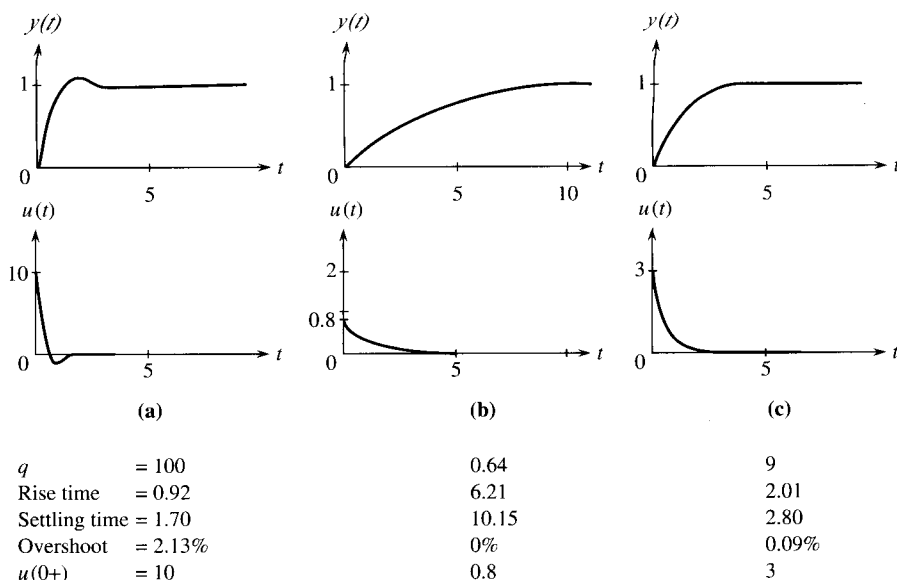 y(t) y(t) y(t)
1 1 1
0 5 t 0 5 10 t 0 5 t
u(t) u(t) u(t)
10 2 3
0.8
0 5 t 0 5 t 0 5 t
(a) (b) (c)
q = 100 0.64 9
Rise time = 0.92 6.21 2.01
Settling time = 1.70 10.15 2.80
Overshoot = 2.13% 0% 0.09%
u(0+) = 10 0.8 3